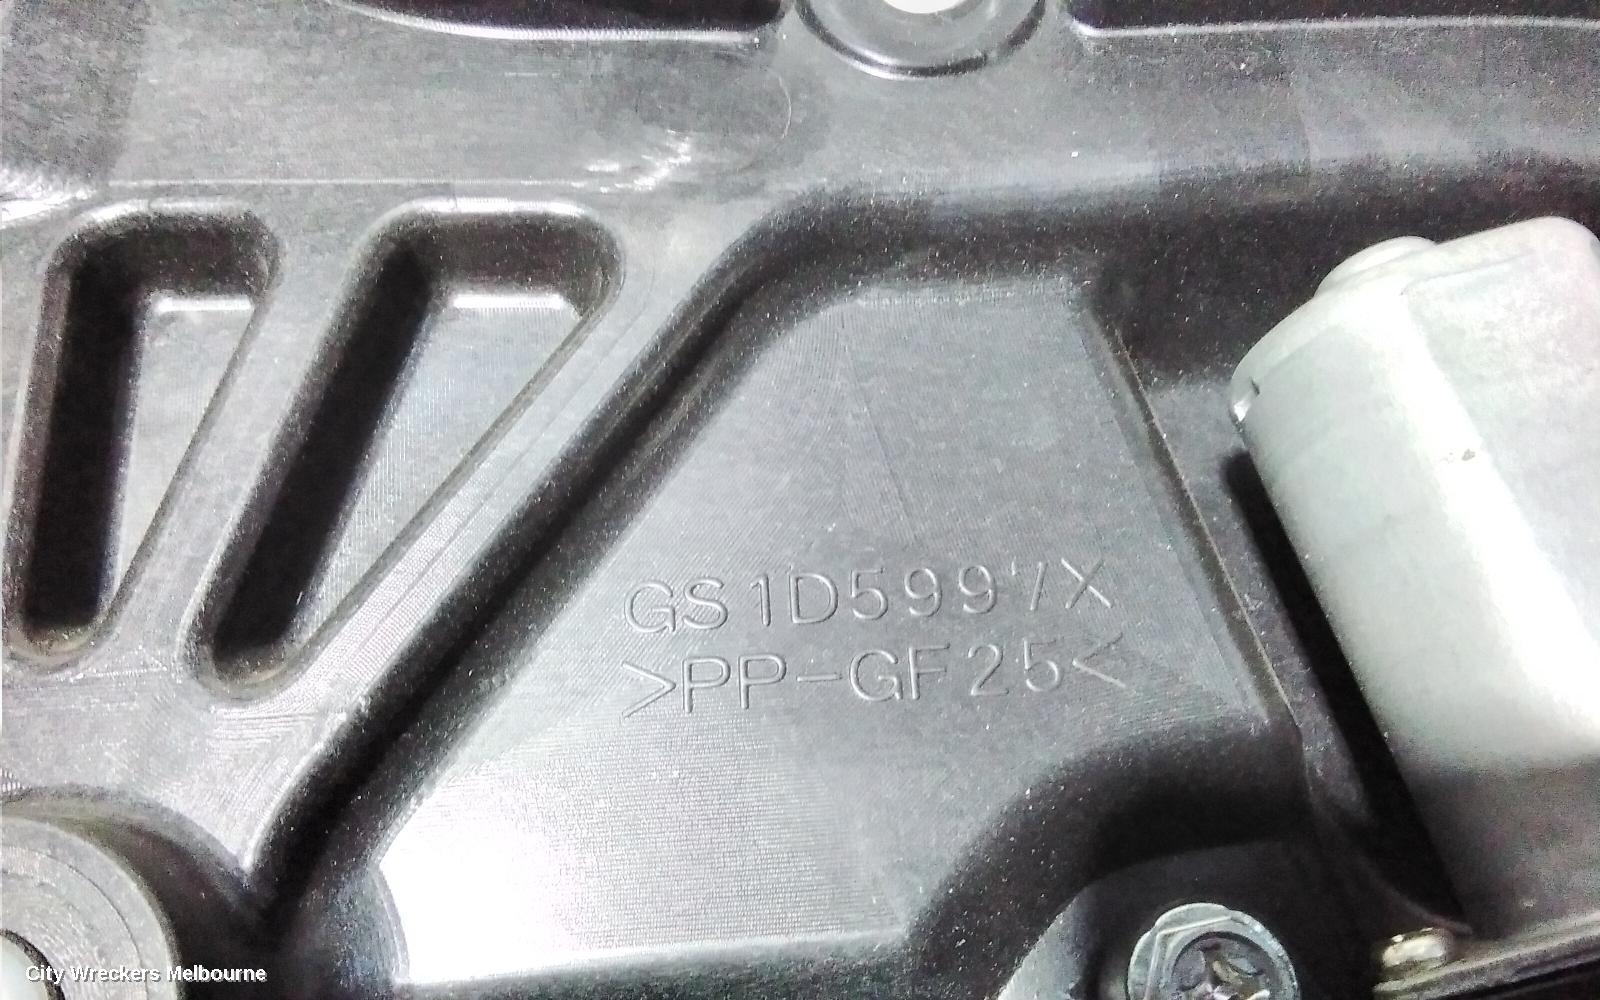 GS1D5997X
>PP-GF25<
City Wreckers Melbourne